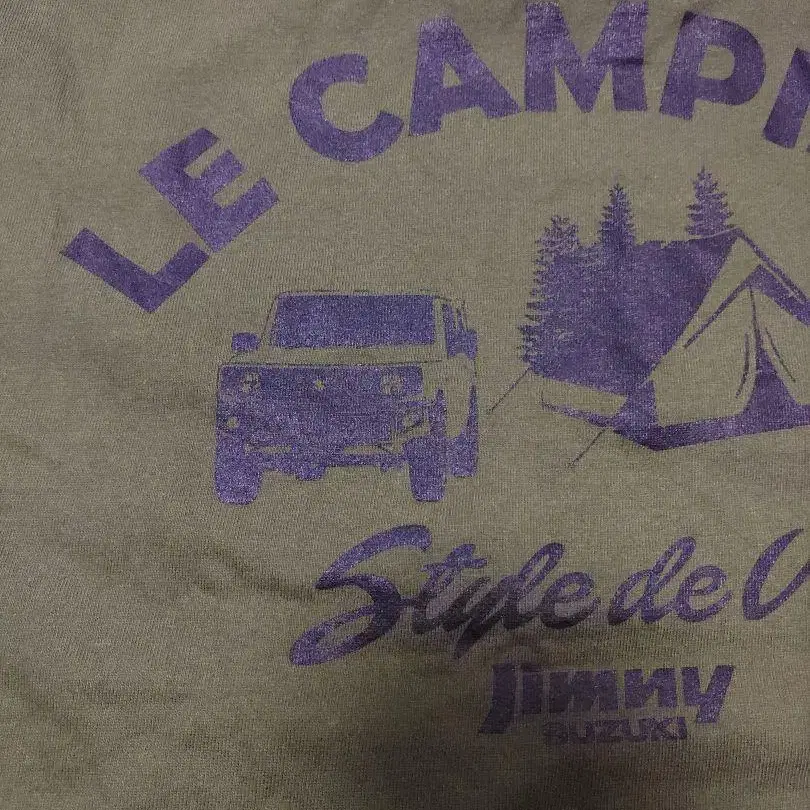 LE CAMPI
Style de V
Jimny
SUZUKI